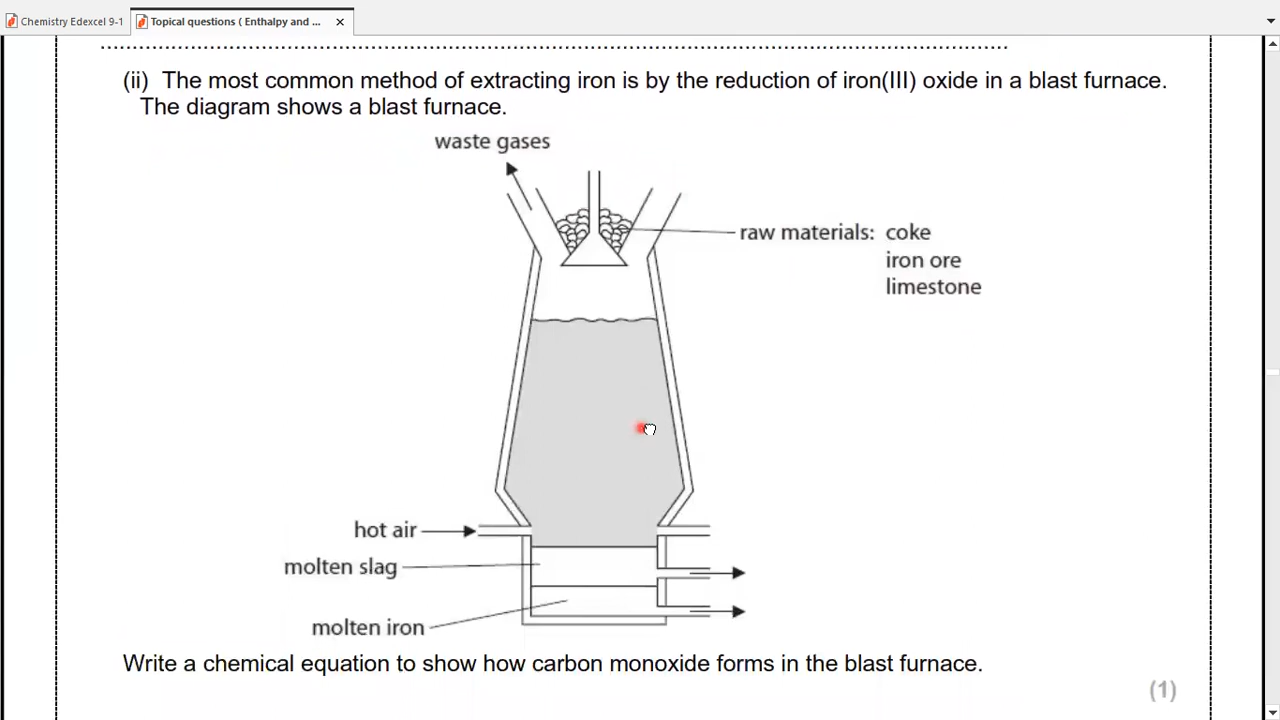 Chemistry Edexcel 9-1
Topical questions ( Enthalpy and ...
(ii) The most common method of extracting iron is by the reduction of iron(III) oxide in a blast furnace.
The diagram shows a blast furnace.
waste gases
raw materials: coke
iron ore
limestone
hot air
molten slag
molten iron
Write a chemical equation to show how carbon monoxide forms in the blast furnace.
(1)